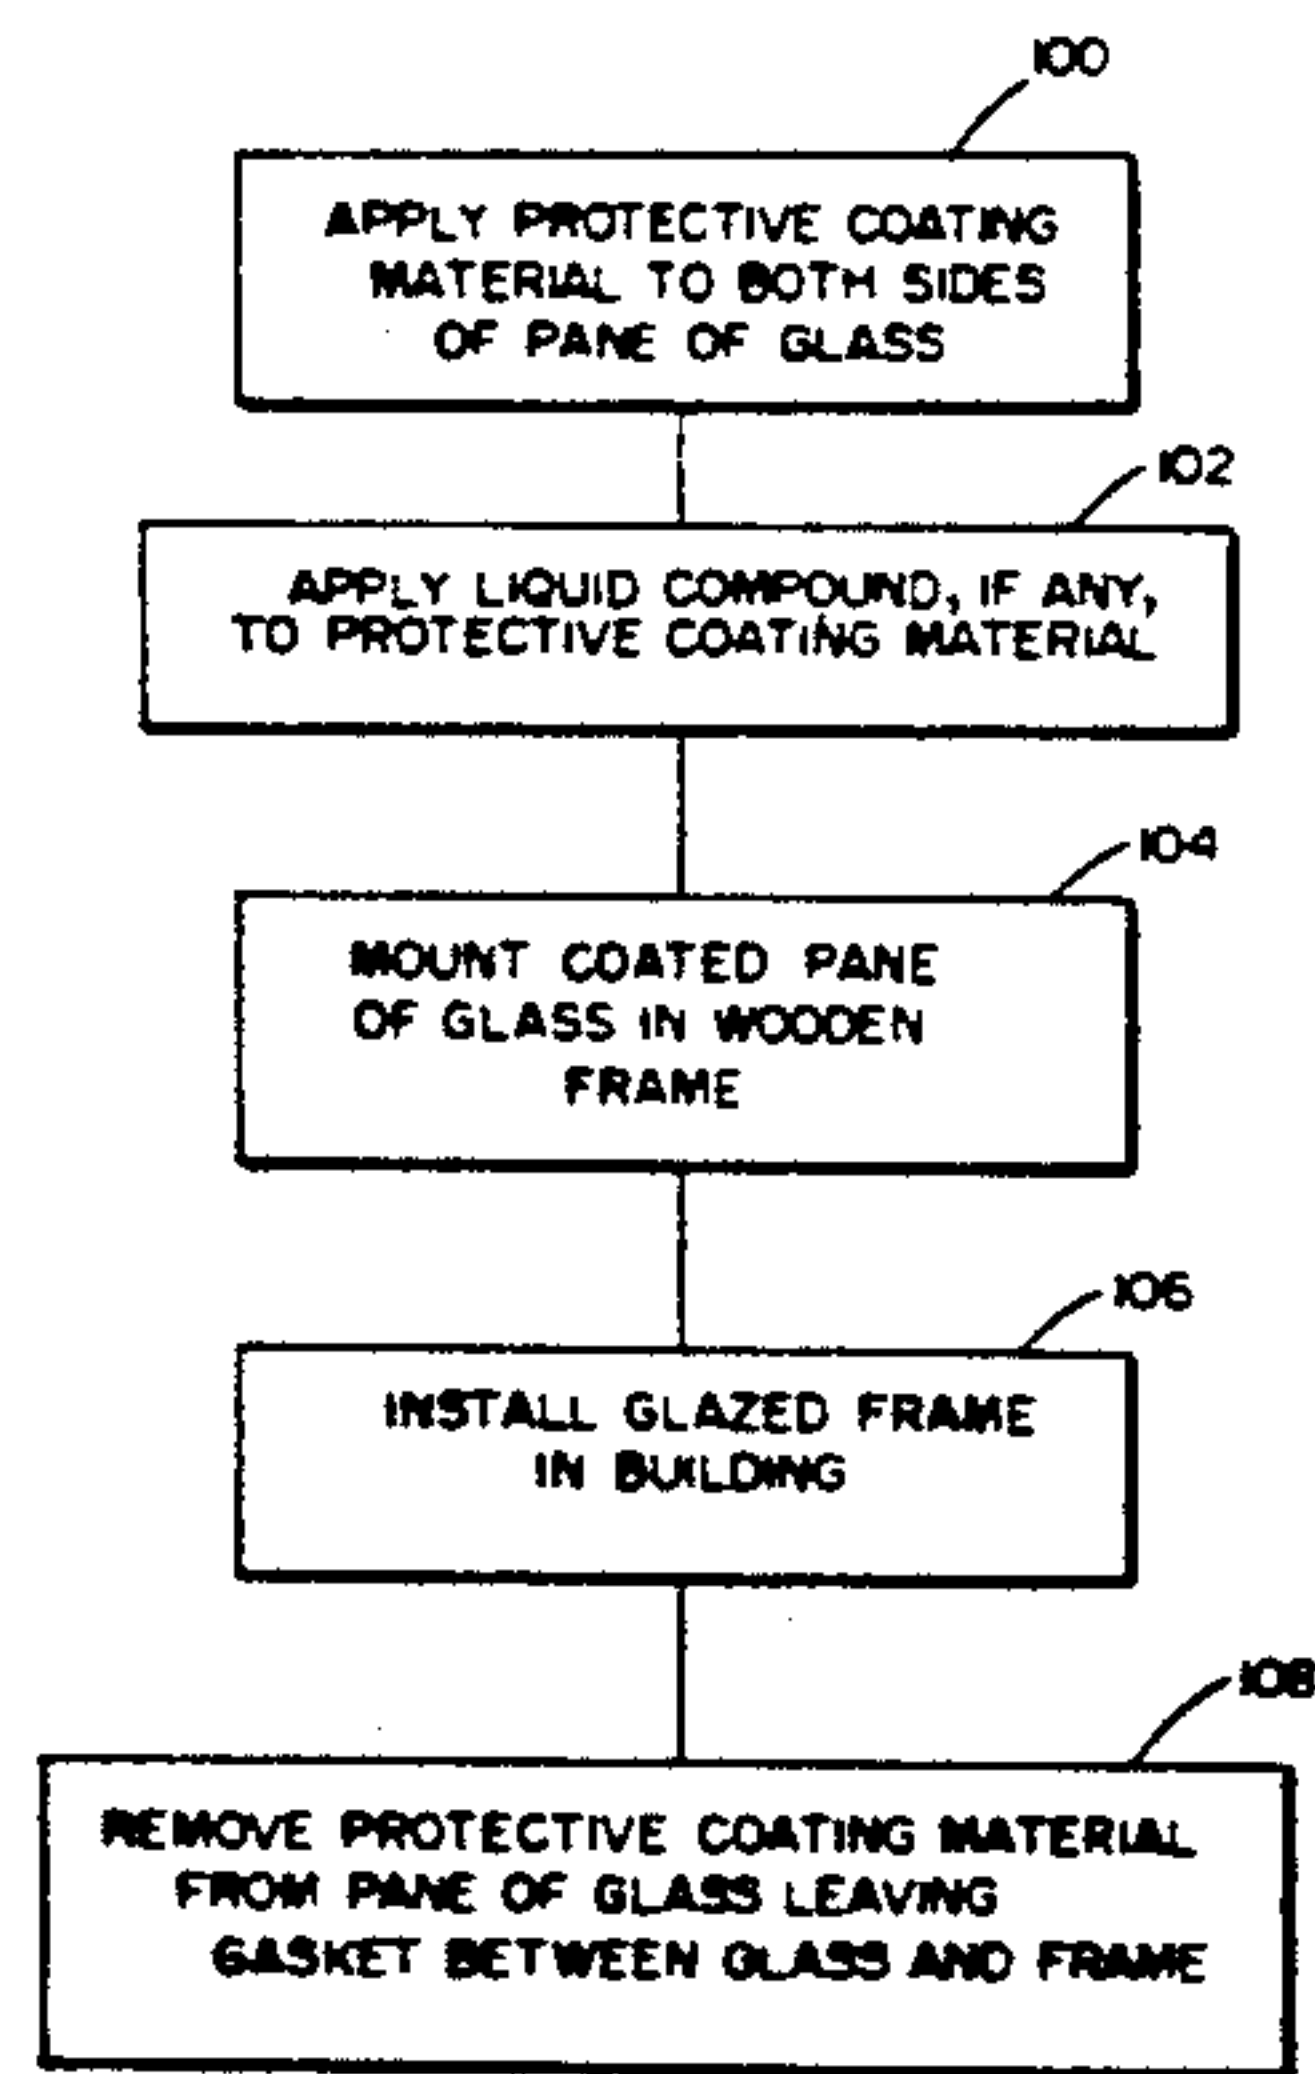 100
APPLY PROTECTIVE COATING
MATERIAL TO BOTH SIDES
OF PANE OF GLASS
102
APPLY LIQUID COMPOUND, IF ANY,
TO PROTECTIVE COATING MATERIAL
104
MOUNT COATED PANE
OF GLASS IN WOODEN
FRAME
106
INSTALL GLAZED FRAME
IN BUILDING
108
REMOVE PROTECTIVE COATING MATERIAL
FROM PANE OF GLASS LEAVING
GASKET BETWEEN GLASS AND FRAME